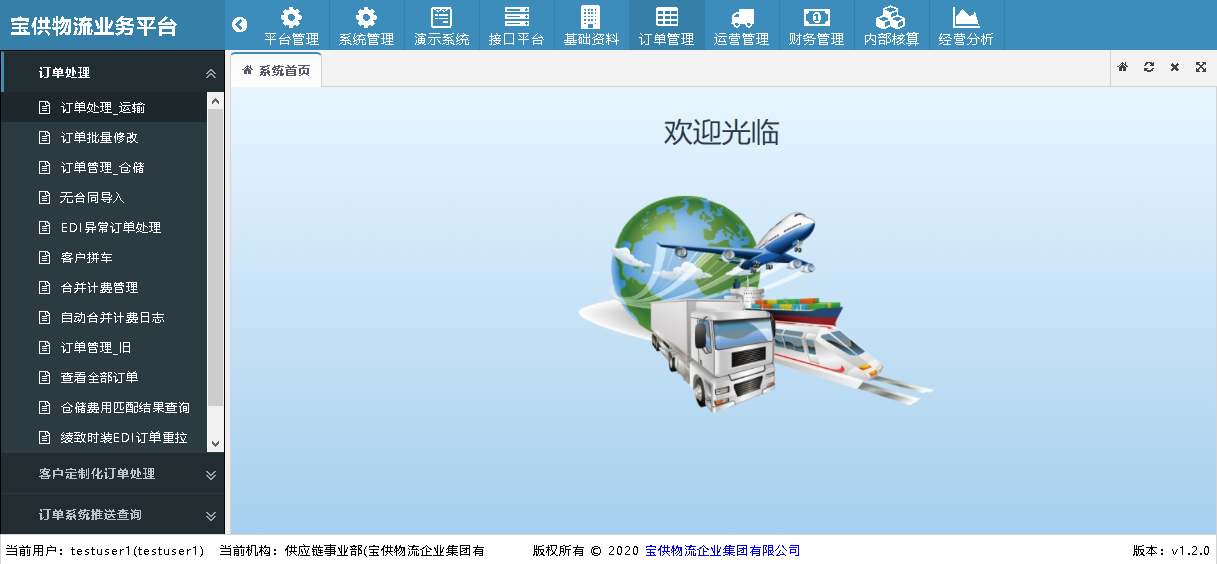 宝供物流业务平台
平台管理 系统管理 演示系统 接口平台 基础资料 订单管理 运营管理 财务管理 内部核算 经营分析
订单处理
系统首页
订单处理_运输
订单批量修改
订单管理_仓储
无合同导入
EDI异常订单处理
客户拼车
合并计费管理
自动合并计费日志
订单管理_旧
查看全部订单
仓储费用匹配结果查询
绫致时装EDI订单重拉
客户定制化订单处理
订单系统推送查询
欢迎光临
当前用户：testuser1(testuser1) 当前机构：供应链事业部(宝供物流企业集团有 版权所有 © 2020 宝供物流企业集团有限公司 版本：v1.2.0